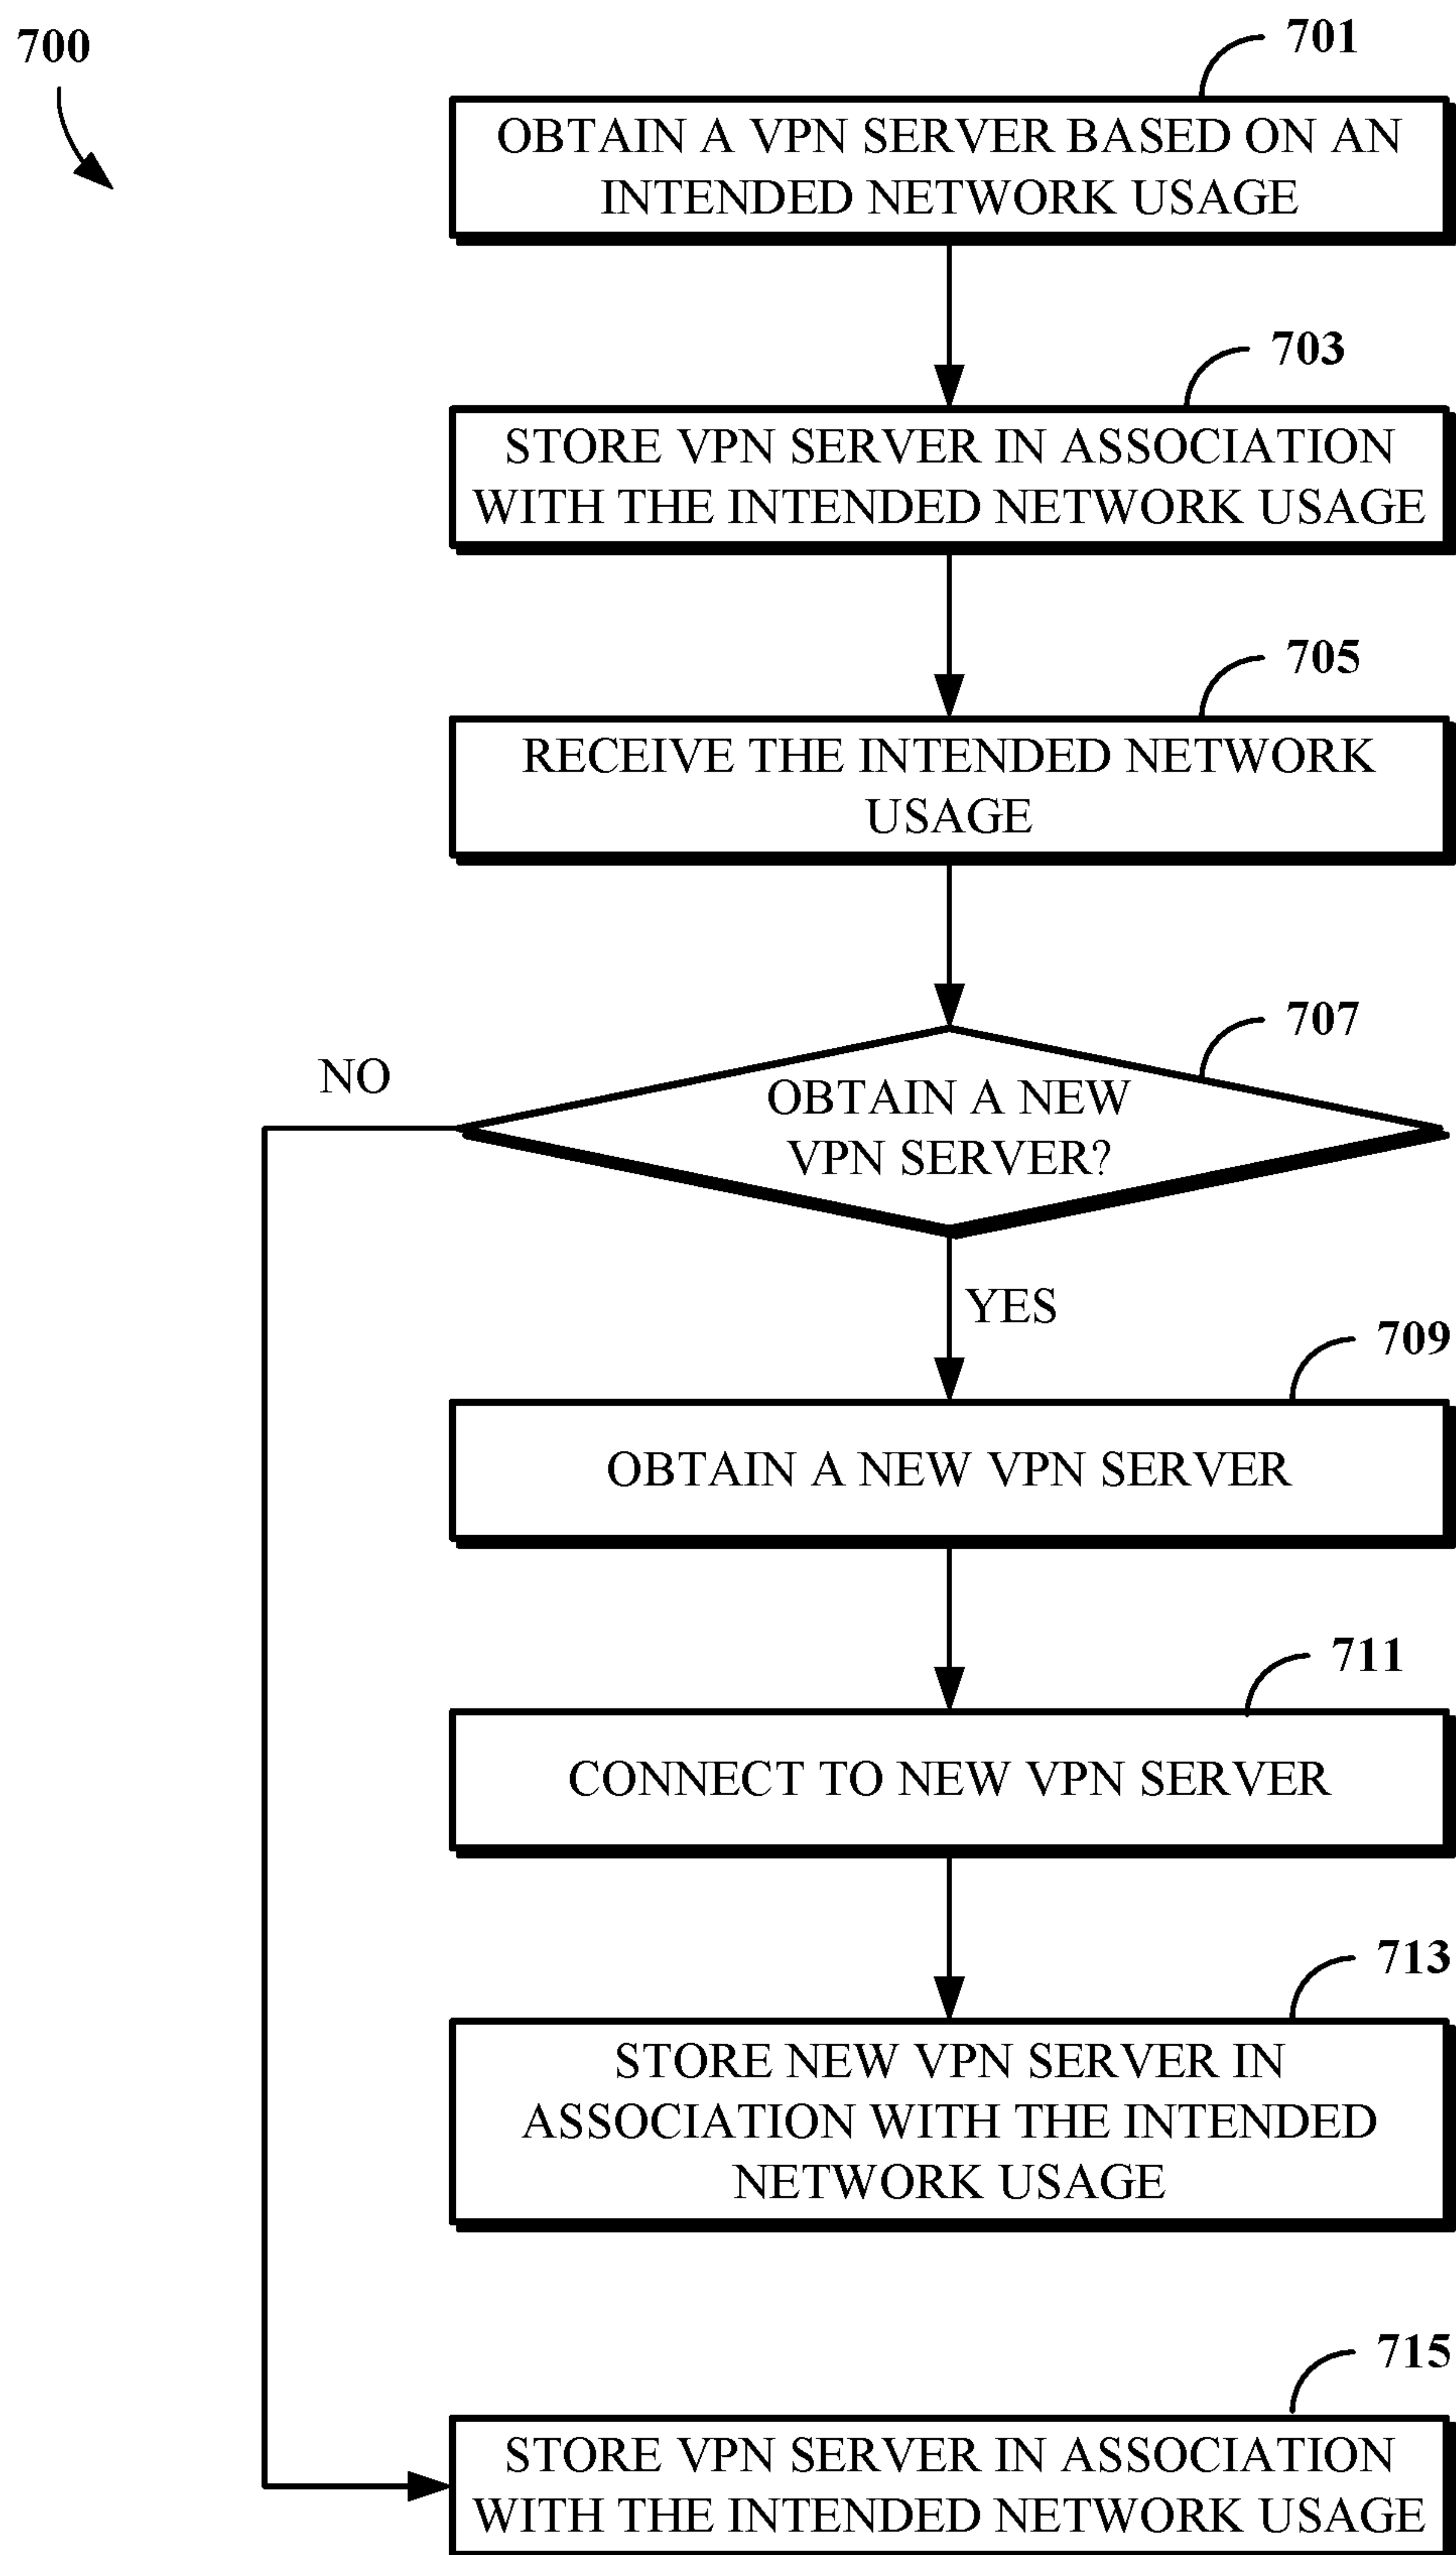 700
701
OBTAIN A VPN SERVER BASED ON AN
INTENDED NETWORK USAGE
703
STORE VPN SERVER IN ASSOCIATION
WITH THE INTENDED NETWORK USAGE
705
RECEIVE THE INTENDED NETWORK
USAGE
707
NO
OBTAIN A NEW
VPN SERVER?
YES
709
OBTAIN A NEW VPN SERVER
711
CONNECT TO NEW VPN SERVER
713
STORE NEW VPN SERVER IN
ASSOCIATION WITH THE INTENDED
NETWORK USAGE
715
STORE VPN SERVER IN ASSOCIATION
WITH THE INTENDED NETWORK USAGE